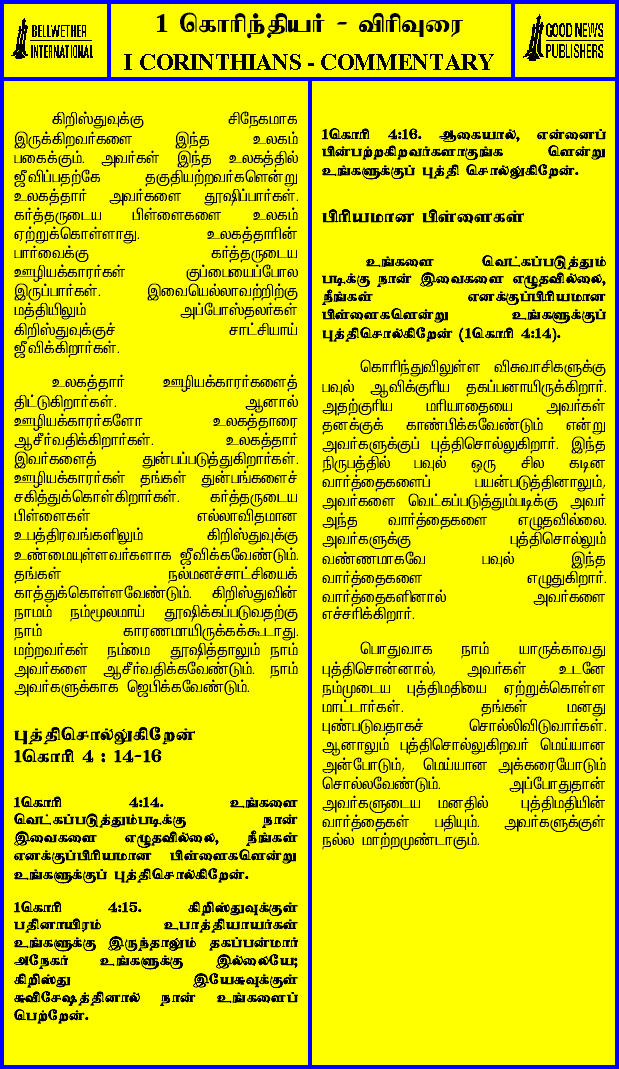 BELLWETHER
INTERNATIONAL
1 கொரிந்தியர் - விரிவுரை
I CORINTHIANS - COMMENTARY
GOOD NEWS
PUBLISHERS
கிறிஸ்துவுக்கு சிநேகமாக
இருக்கிறவர்களை இந்த உலகம்
பகைக்கும். அவர்கள் இந்த உலகத்தில்
ஜீவிப்பதற்கே தகுதியற்றவர்களென்று
உலகத்தார் அவர்களை தூஷிப்பார்கள்.
கர்த்தருடைய பிள்ளைகளை உலகம்
ஏற்றுக்கொள்ளாது. உலகத்தாரின்
பார்வைக்கு கர்த்தருடைய
ஊழியக்காரர்கள் குப்பையைப்போல
இருப்பார்கள். இவையெல்லாவற்றிற்கு
மத்தியிலும் அப்போஸ்தலர்கள்
கிறிஸ்துவுக்குச் சாட்சியாய்
ஜீவிக்கிறார்கள்.
உலகத்தார் ஊழியக்காரர்களைத்
திட்டுகிறார்கள். ஆனால்
ஊழியக்காரர்களோ உலகத்தாரை
ஆசீர்வதிக்கிறார்கள். உலகத்தார்
இவர்களைத் துன்பப்படுத்துகிறார்கள்.
ஊழியக்காரர்கள் தங்கள் துன்பங்களைச்
சகித்துக்கொள்கிறார்கள். கர்த்தருடைய
பிள்ளைகள் எல்லாவிதமான
உபத்திரவங்களிலும் கிறிஸ்துவுக்கு
உண்மையுள்ளவர்களாக ஜீவிக்கவேண்டும்.
தங்கள் நல்மனச்சாட்சியைக்
காத்துக்கொள்ளவேண்டும். கிறிஸ்துவின்
நாமம் நம்மூலமாய் தூஷிக்கப்படுவதற்கு
நாம் காரணமாயிருக்கக்கூடாது.
மற்றவர்கள் நம்மை தூஷித்தாலும் நாம்
அவர்களை ஆசீர்வதிக்கவேண்டும். நாம்
அவர்களுக்காக ஜெபிக்கவேண்டும்.
புத்திசொல்லுகிறேன்
1கொரி 4 : 14-16
1கொரி 4:14. உங்களை
வெட்கப்படுத்தும்படிக்கு நான்
இவைகளை எழுதவில்லை, நீங்கள்
எனக்குப்பிரியமான பிள்ளைகளென்று
உங்களுக்குப் புத்திசொல்கிறேன்.
1கொரி 4:15. கிறிஸ்துவுக்குள்
பதினாயிரம் உபாத்தியாயர்கள்
உங்களுக்கு இருந்தாலும் தகப்பன்மார்
அநேகர் உங்களுக்கு இல்லையே;
கிறிஸ்து இயேசுவுக்குள்
சுவிசேஷத்தினால் நான் உங்களைப்
பெற்றேன்.
1கொரி 4:16. ஆகையால், என்னைப்
பின்பற்றகிறவர்களாகுங்க ளென்று
உங்களுக்குப் புத்தி சொல்லுகிறேன்.
பிரியமான பிள்ளைகள்
உங்களை வெட்கப்படுத்தும்
படிக்கு நான் இவைகளை எழுதவில்லை,
நீங்கள் எனக்குப்பிரியமான
பிள்ளைகளென்று உங்களுக்குப்
புத்திசொல்கிறேன் (1கொரி 4:14).
கொரிந்துவிலுள்ள விசுவாசிகளுக்கு
பவுல் ஆவிக்குரிய தகப்பனாயிருக்கிறார்.
அதற்குரிய மரியாதையை அவர்கள்
தனக்குக் காண்பிக்கவேண்டும் என்று
அவர்களுக்குப் புத்திசொல்லுகிறார். இந்த
நிருபத்தில் பவுல் ஒரு சில கடின
வார்த்தைகளைப் பயன்படுத்தினாலும்,
அவர்களை வெட்கப்படுத்தும்படிக்கு அவர்
அந்த வார்த்தைகளை எழுதவில்லை.
அவர்களுக்கு புத்திசொல்லும்
வண்ணமாகவே பவுல் இந்த
வார்த்தைகளை எழுதுகிறார்.
வார்த்தைகளினால் அவர்களை
எச்சரிக்கிறார்.
பொதுவாக நாம் யாருக்காவது
புத்திசொன்னால், அவர்கள் உடனே
நம்முடைய புத்திமதியை ஏற்றுக்கொள்ள
மாட்டார்கள். தங்கள் மனது
புண்படுவதாகச் சொல்லிவிடுவார்கள்.
ஆனாலும் புத்திசொல்லுகிறவர் மெய்யான
அன்போடும், மெய்யான அக்கரையோடும்
சொல்லவேண்டும். அப்போதுதான்
அவர்களுடைய மனதில் புத்திமதியின்
வார்த்தைகள் பதியும். அவர்களுக்குள்
நல்ல மாற்றமுண்டாகும்.